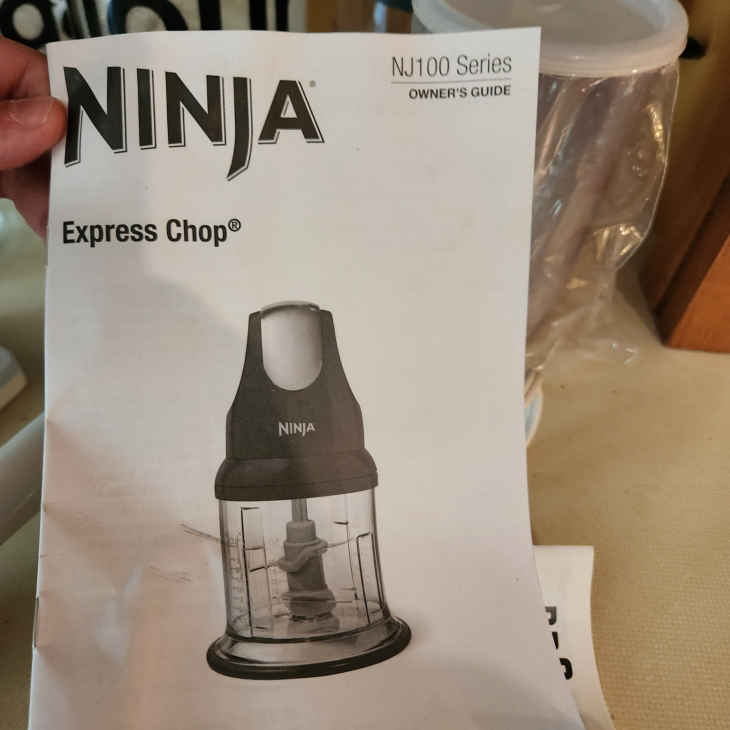 NINJA®
NJ100 Series
OWNER'S GUIDE
Express Chop®
NINJA